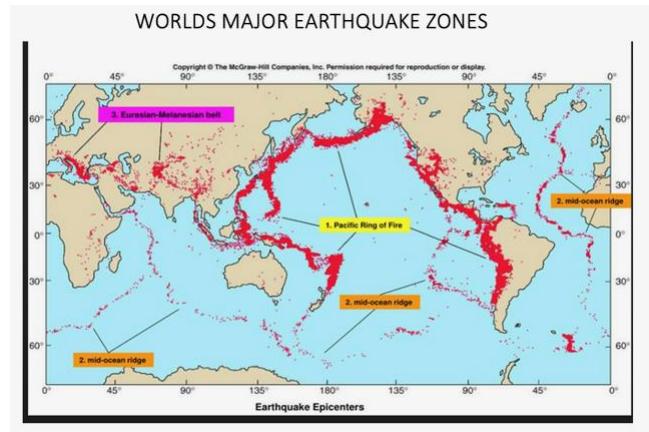 WORLDS MAJOR EARTHQUAKE ZONES
Copyright © The McGraw-Hill Companies, Inc. Permission required for reproduction or display.
0° 45° 90° 135° 180° 135° 90° 45° 0°
60° 60°
3. Eurasian-Melanesian belt
30° 30°
2. mid-ocean ridge
1. Pacific Ring of Fire
0° 0°
30° 30°
2. mid-ocean ridge
60° 60°
2. mid-ocean ridge
0° 45° 90° 135° 180° 135° 90° 45° 0°
Earthquake Epicenters